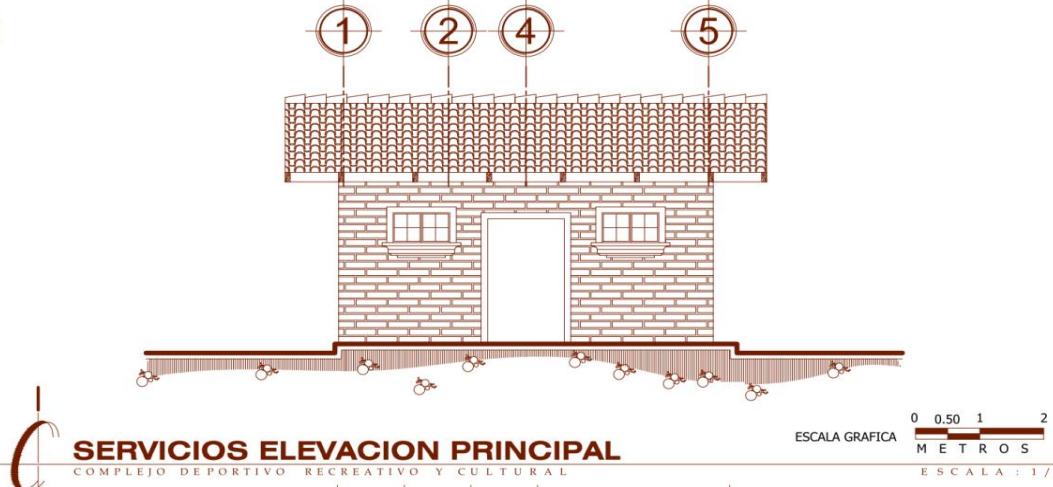 1 2 4 5
SERVICIOS ELEVACION PRINCIPAL
COMPLEJO DEPORTIVO RECREATIVO Y CULTURAL
ESCALA GRAFICA
0 0.50 1 2
METROS
ESCALA : 1/